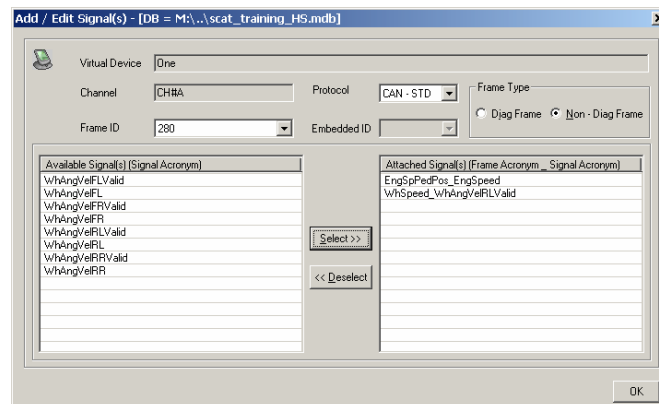 Add / Edit Signal(s) - [DB = M:\..\scat_training_HS.mdb]
Virtual Device One
Channel CH#A Protocol CAN - STD Frame Type
Diag Frame Non - Diag Frame
Frame ID 280 Embedded ID
Available Signal(s) (Signal Acronym) Attached Signal(s) (Frame Acronym _ Signal Acronym)
WhAngVelFLValid EngSpPedPos_EngSpeed
WhAngVelFL WhSpeed_WhAngVelRLValid
WhAngVelFRValid
WhAngVelFR
WhAngVelRLValid
WhAngVelRL
WhAngVelRRValid
WhAngVelRR
Select >>
<< Deselect
OK